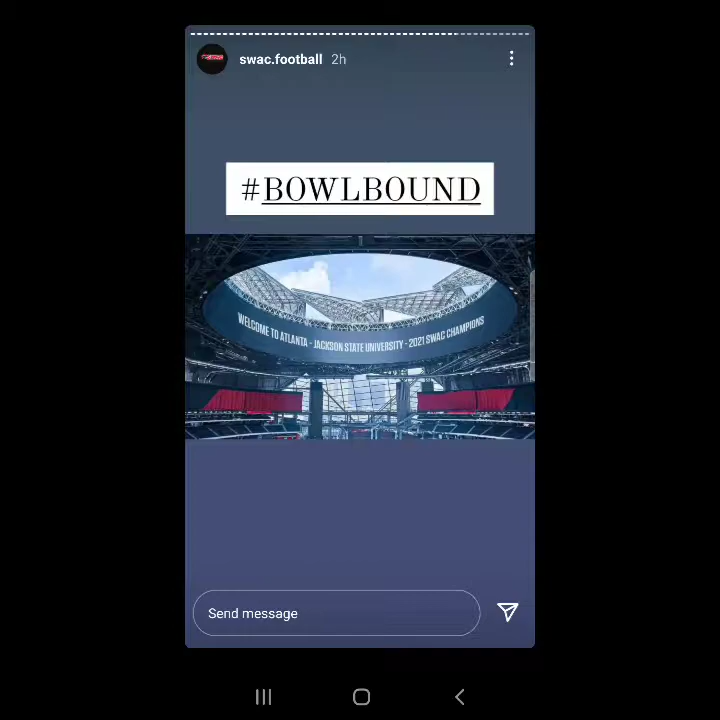 swac.football 2h
#BOWLBOUND
WELCOME TO ATLANTA - JACKSON STATE UNIVERSITY - 2021 SWAC CHAMPIONS
Send message